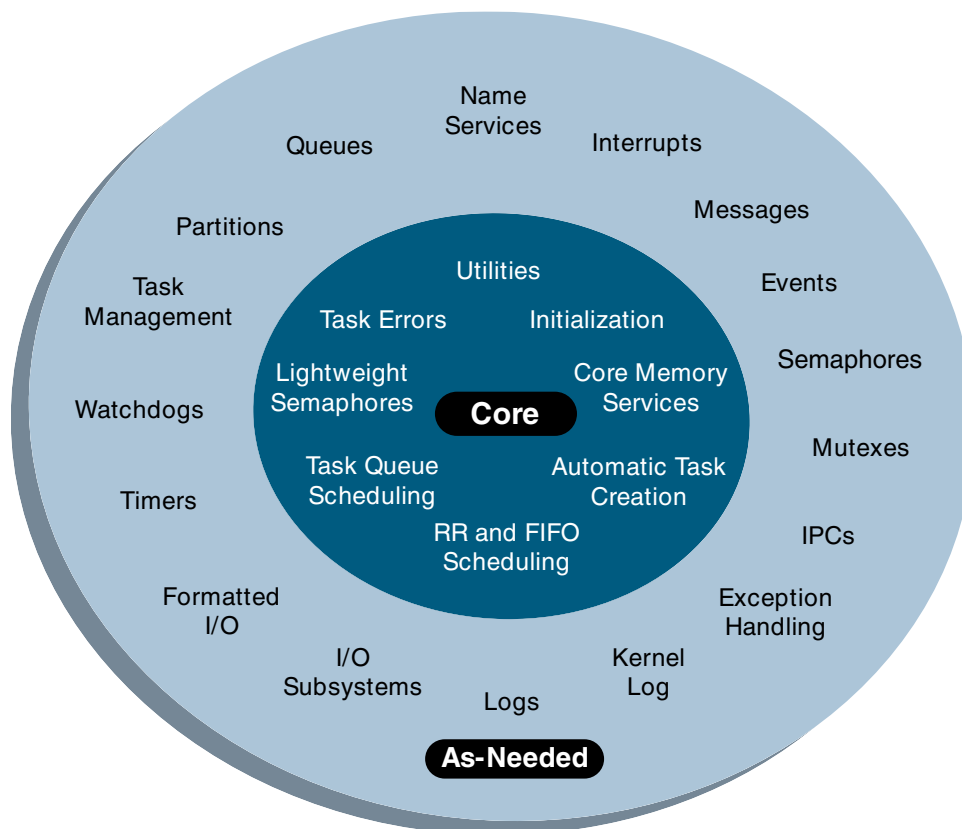 Name
Services
Queues
Interrupts
Messages
Partitions
Utilities
Events
Task
Management
Task Errors
Initialization
Semaphores
Lightweight
Semaphores
Core Memory
Services
Watchdogs
Core
Mutexes
Task Queue
Scheduling
Automatic Task
Creation
Timers
RR and FIFO
Scheduling
IPCs
Formatted
I/O
Exception
Handling
I/O
Subsystems
Kernel
Log
Logs
As-Needed